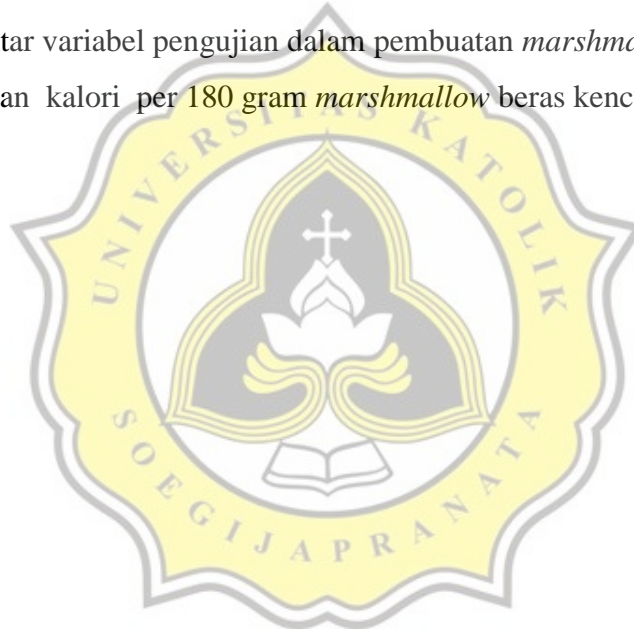 tar variabel pengujian dalam pembuatan marshma
an kalori per 180 gram marshmallow beras kenc
UNIVERSITAS KATOLIK
SOEGIJAPRANATA